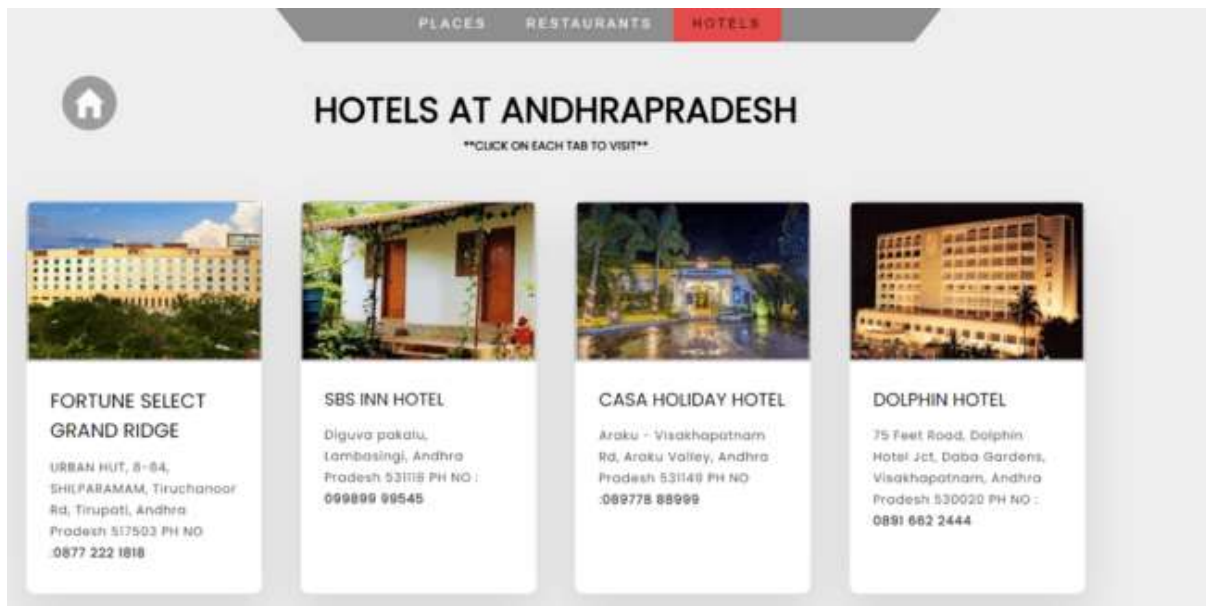 PLACES RESTAURANTS HOTELS
HOTELS AT ANDHRAPRADESH
**CLICK ON EACH TAB TO VISIT**
FORTUNE SELECT
GRAND RIDGE
URBAN HUT, 8-84,
SHILPARAMAM, Tiruchanoor
Rd, Tirupati, Andhra
Pradesh 517503 PH NO
:0877 222 1818
SBS INN HOTEL
Diguva pakalu,
Lambasingi, Andhra
Pradesh 531116 PH NO :
099899 99545
CASA HOLIDAY HOTEL
Araku - Visakhapatnam
Rd, Araku Valley, Andhra
Pradesh 531149 PH NO
:089778 88999
DOLPHIN HOTEL
75 Feet Road, Dolphin
Hotel Jct, Daba Gardens,
Visakhapatnam, Andhra
Pradesh 530020 PH NO :
0891 662 2444